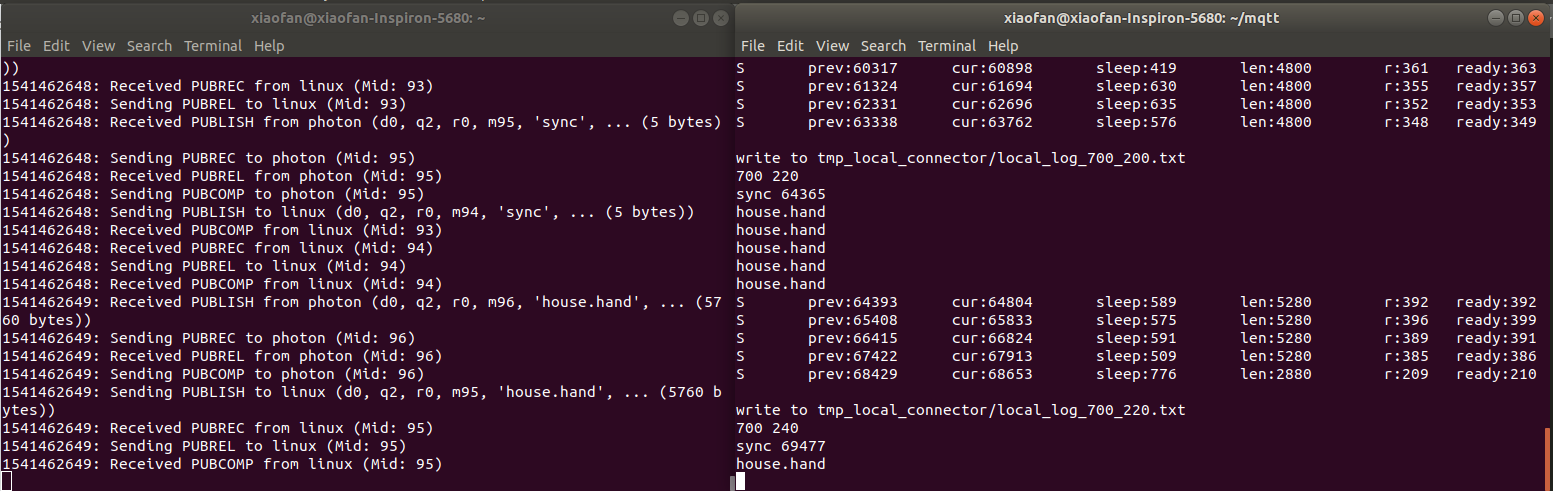 xiaofan@xiaofan-Inspiron-5680: ~
File Edit View Search Terminal Help
))
1541462648: Received PUBREC from linux (Mid: 93)
1541462648: Sending PUBREL to linux (Mid: 93)
1541462648: Received PUBLISH from photon (d0, q2, r0, m95, 'sync', ... (5 bytes)
)
1541462648: Sending PUBREC to photon (Mid: 95)
1541462648: Received PUBREL from photon (Mid: 95)
1541462648: Sending PUBCOMP to photon (Mid: 95)
1541462648: Sending PUBLISH to linux (d0, q2, r0, m94, 'sync', ... (5 bytes))
1541462648: Received PUBCOMP from linux (Mid: 93)
1541462648: Received PUBREC from linux (Mid: 94)
1541462648: Sending PUBREL to linux (Mid: 94)
1541462648: Received PUBCOMP from linux (Mid: 94)
1541462649: Received PUBLISH from photon (d0, q2, r0, m96, 'house.hand', ... (57
60 bytes))
1541462649: Sending PUBREC to photon (Mid: 96)
1541462649: Received PUBREL from photon (Mid: 96)
1541462649: Sending PUBCOMP to photon (Mid: 96)
1541462649: Sending PUBLISH to linux (d0, q2, r0, m95, 'house.hand', ... (5760 b
ytes))
1541462649: Received PUBREC from linux (Mid: 95)
1541462649: Sending PUBREL to linux (Mid: 95)
1541462649: Received PUBCOMP from linux (Mid: 95)
xiaofan@xiaofan-Inspiron-5680: ~/mqtt
File Edit View Search Terminal Help
S prev:60317 cur:60898 sleep:419 len:4800 r:361 ready:363
S prev:61324 cur:61694 sleep:630 len:4800 r:355 ready:357
S prev:62331 cur:62696 sleep:635 len:4800 r:352 ready:353
S prev:63338 cur:63762 sleep:576 len:4800 r:348 ready:349
write to tmp_local_connector/local_log_700_200.txt
700 220
sync 64365
house.hand
house.hand
house.hand
house.hand
house.hand
S prev:64393 cur:64804 sleep:589 len:5280 r:392 ready:392
S prev:65408 cur:65833 sleep:575 len:5280 r:396 ready:399
S prev:66415 cur:66824 sleep:591 len:5280 r:389 ready:391
S prev:67422 cur:67913 sleep:509 len:5280 r:385 ready:386
S prev:68429 cur:68653 sleep:776 len:2880 r:209 ready:210
write to tmp_local_connector/local_log_700_220.txt
700 240
sync 69477
house.hand